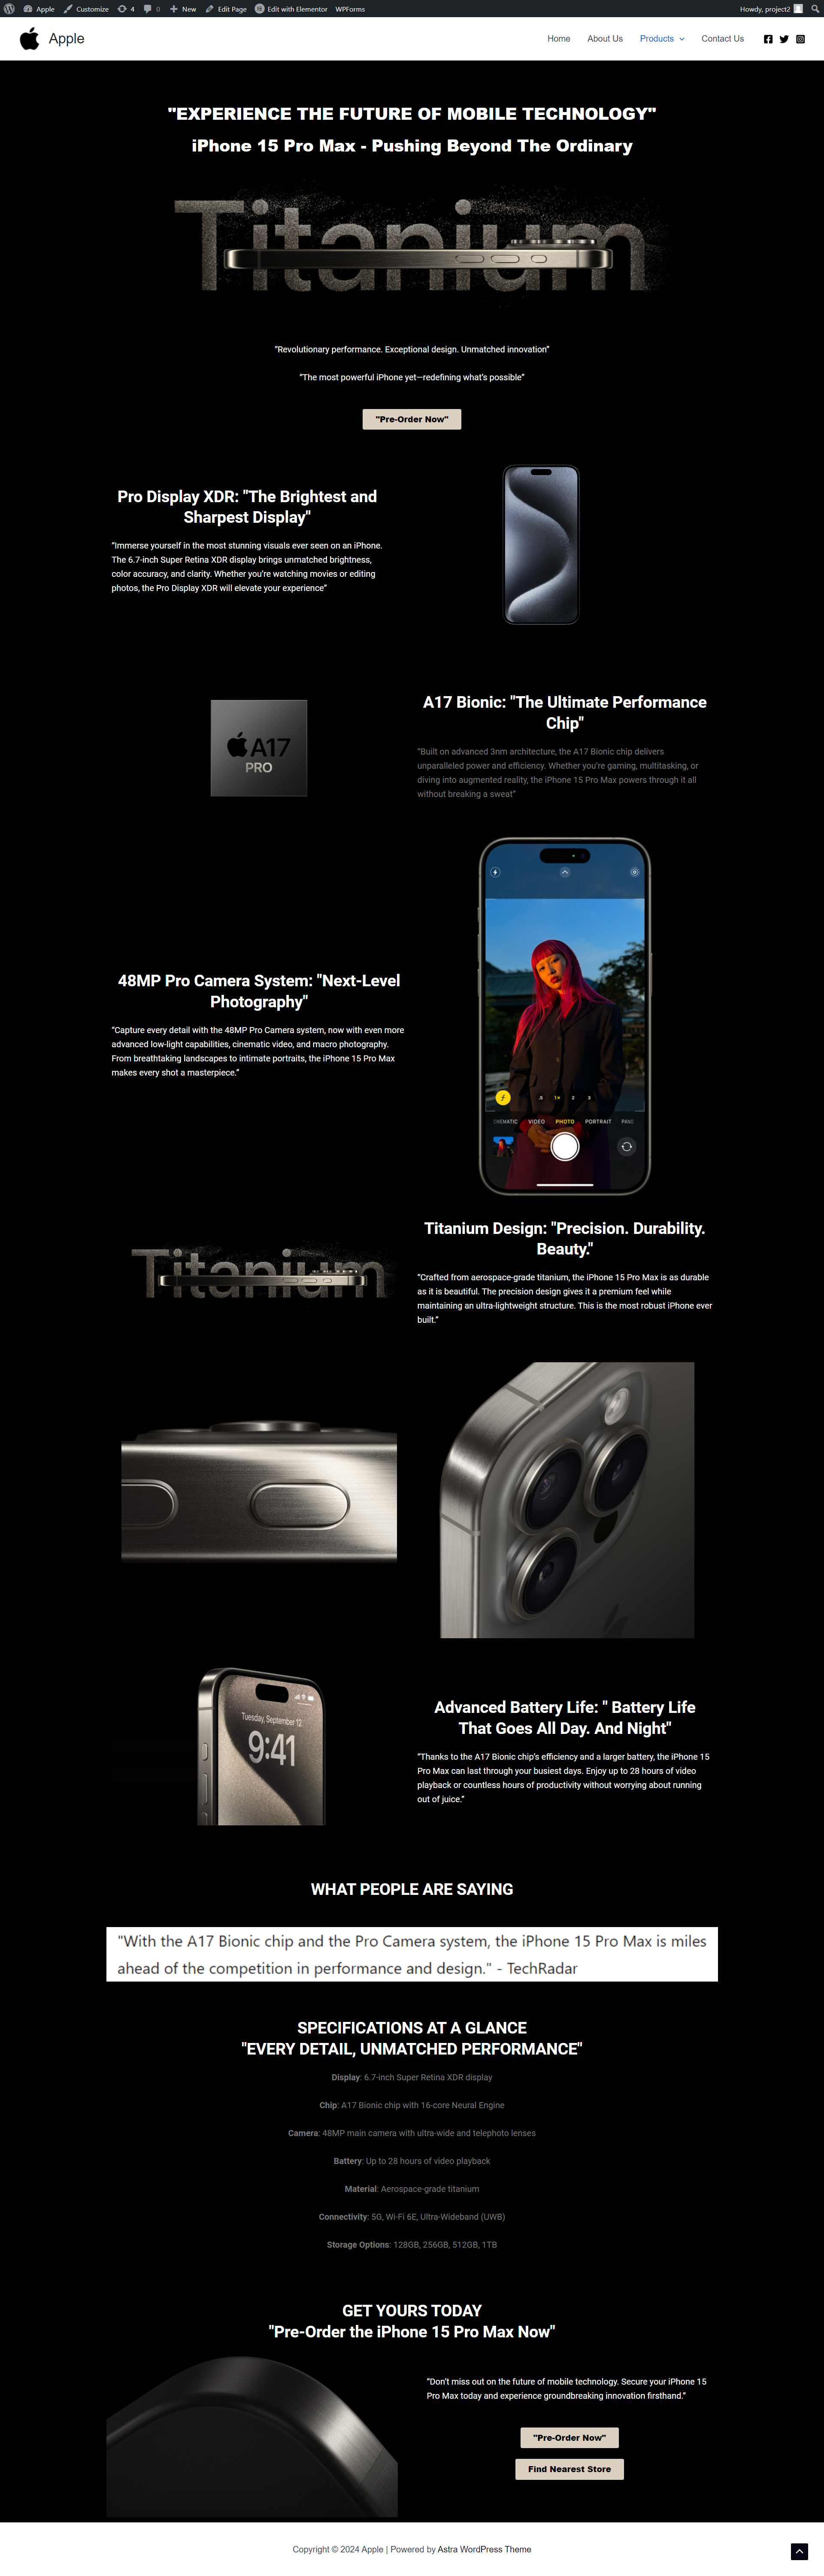 Apple
Customize
4
0
New
Edit Page
Edit with Elementor
WPForms
Howdy, project2
Apple
Home
About Us
Products
Contact Us
"EXPERIENCE THE FUTURE OF MOBILE TECHNOLOGY"
iPhone 15 Pro Max - Pushing Beyond The Ordinary
Titanium
“Revolutionary performance. Exceptional design. Unmatched innovation”
“The most powerful iPhone yet—redefining what’s possible”
"Pre-Order Now"
Pro Display XDR: "The Brightest and
Sharpest Display"
“Immerse yourself in the most stunning visuals ever seen on an iPhone.
The 6.7-inch Super Retina XDR display brings unmatched brightness,
color accuracy, and clarity. Whether you’re watching movies or editing
photos, the Pro Display XDR will elevate your experience”
A17
PRO
A17 Bionic: "The Ultimate Performance
Chip"
“Built on advanced 3nm architecture, the A17 Bionic chip delivers
unparalleled power and efficiency. Whether you’re gaming, multitasking, or
diving into augmented reality, the iPhone 15 Pro Max powers through it all
without breaking a sweat”
48MP Pro Camera System: "Next-Level
Photography"
“Capture every detail with the 48MP Pro Camera system, now with even more
advanced low-light capabilities, cinematic video, and macro photography.
From breathtaking landscapes to intimate portraits, the iPhone 15 Pro Max
makes every shot a masterpiece.”
.5 1× 2 3
CINEMATIC VIDEO PHOTO PORTRAIT PANO
Titanium
Titanium Design: "Precision. Durability.
Beauty."
“Crafted from aerospace-grade titanium, the iPhone 15 Pro Max is as durable
as it is beautiful. The precision design gives it a premium feel while
maintaining an ultra-lightweight structure. This is the most robust iPhone ever
built.”
Tuesday, September 12
9:41
Advanced Battery Life: " Battery Life
That Goes All Day. And Night"
“Thanks to the A17 Bionic chip’s efficiency and a larger battery, the iPhone 15
Pro Max can last through your busiest days. Enjoy up to 28 hours of video
playback or countless hours of productivity without worrying about running
out of juice.”
WHAT PEOPLE ARE SAYING
"With the A17 Bionic chip and the Pro Camera system, the iPhone 15 Pro Max is miles
ahead of the competition in performance and design." - TechRadar
SPECIFICATIONS AT A GLANCE
"EVERY DETAIL, UNMATCHED PERFORMANCE"
Display: 6.7-inch Super Retina XDR display
Chip: A17 Bionic chip with 16-core Neural Engine
Camera: 48MP main camera with ultra-wide and telephoto lenses
Battery: Up to 28 hours of video playback
Material: Aerospace-grade titanium
Connectivity: 5G, Wi-Fi 6E, Ultra-Wideband (UWB)
Storage Options: 128GB, 256GB, 512GB, 1TB
GET YOURS TODAY
"Pre-Order the iPhone 15 Pro Max Now"
“Don’t miss out on the future of mobile technology. Secure your iPhone 15
Pro Max today and experience groundbreaking innovation firsthand.”
"Pre-Order Now"
Find Nearest Store
Copyright © 2024 Apple | Powered by Astra WordPress Theme